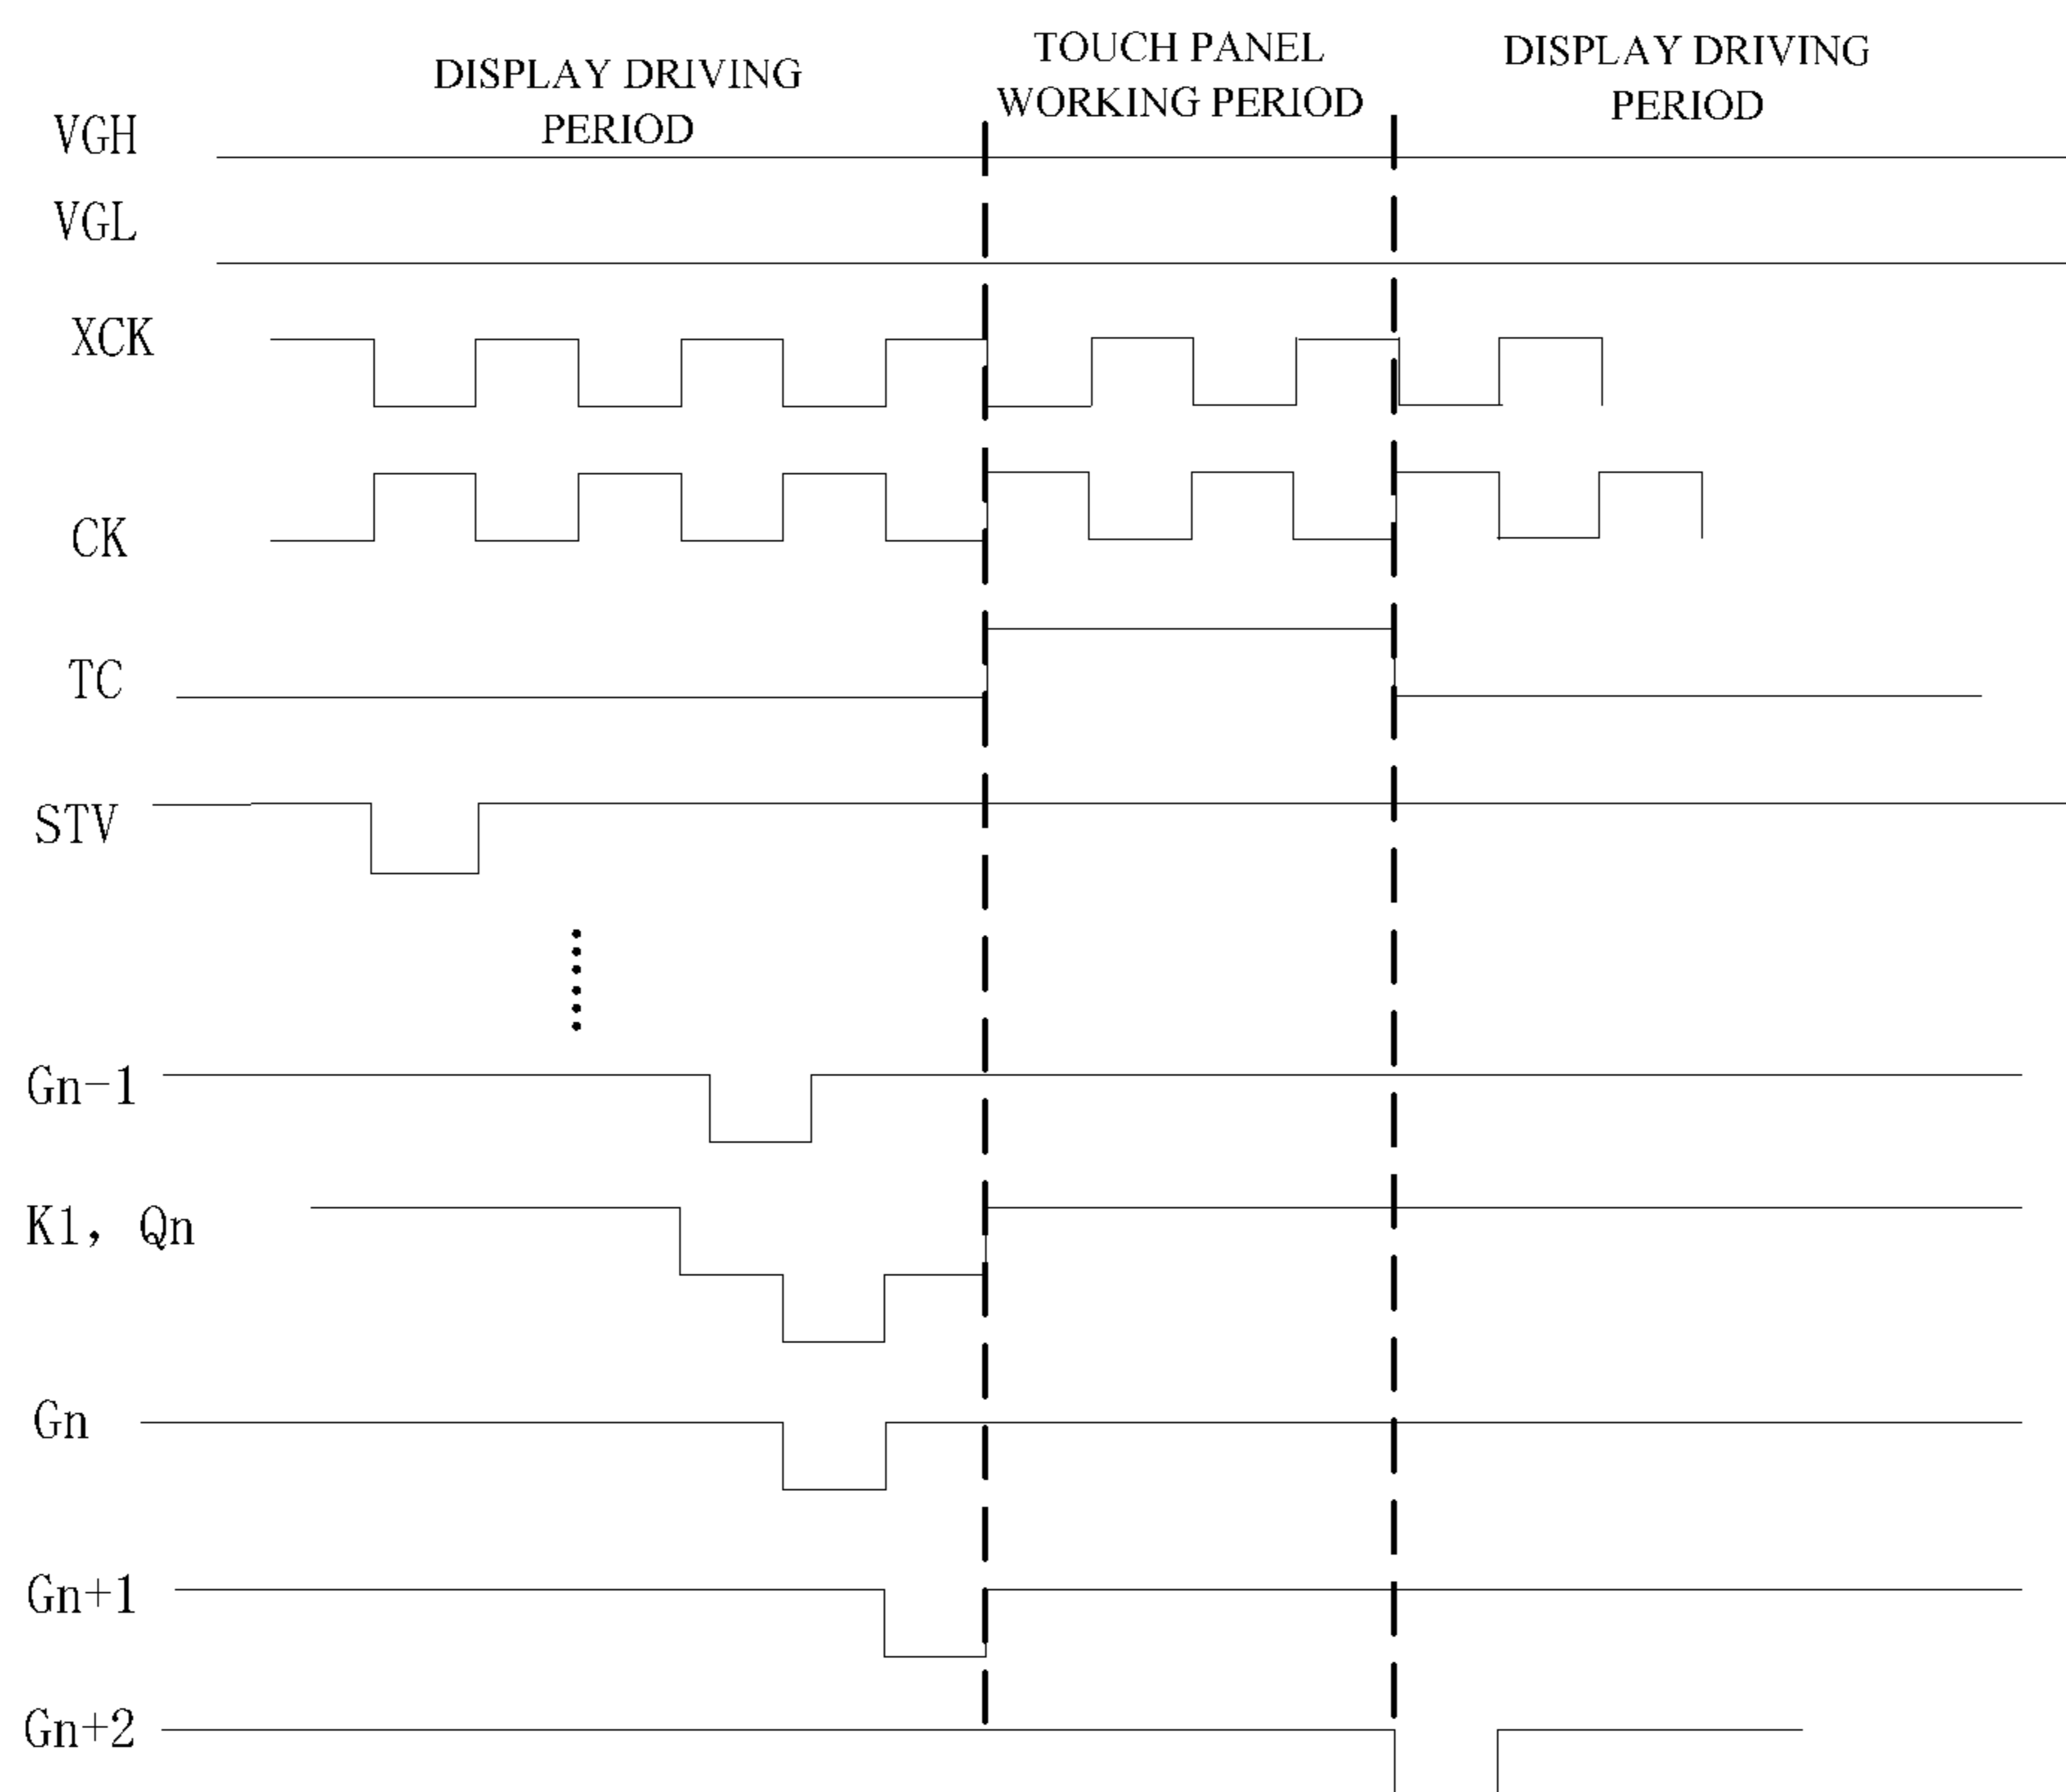 DISPLAY DRIVING
PERIOD
TOUCH PANEL
WORKING PERIOD
DISPLAY DRIVING
PERIOD
VGH
VGL
XCK
CK
TC
STV
Gn-1
K1, Qn
Gn
Gn+1
Gn+2